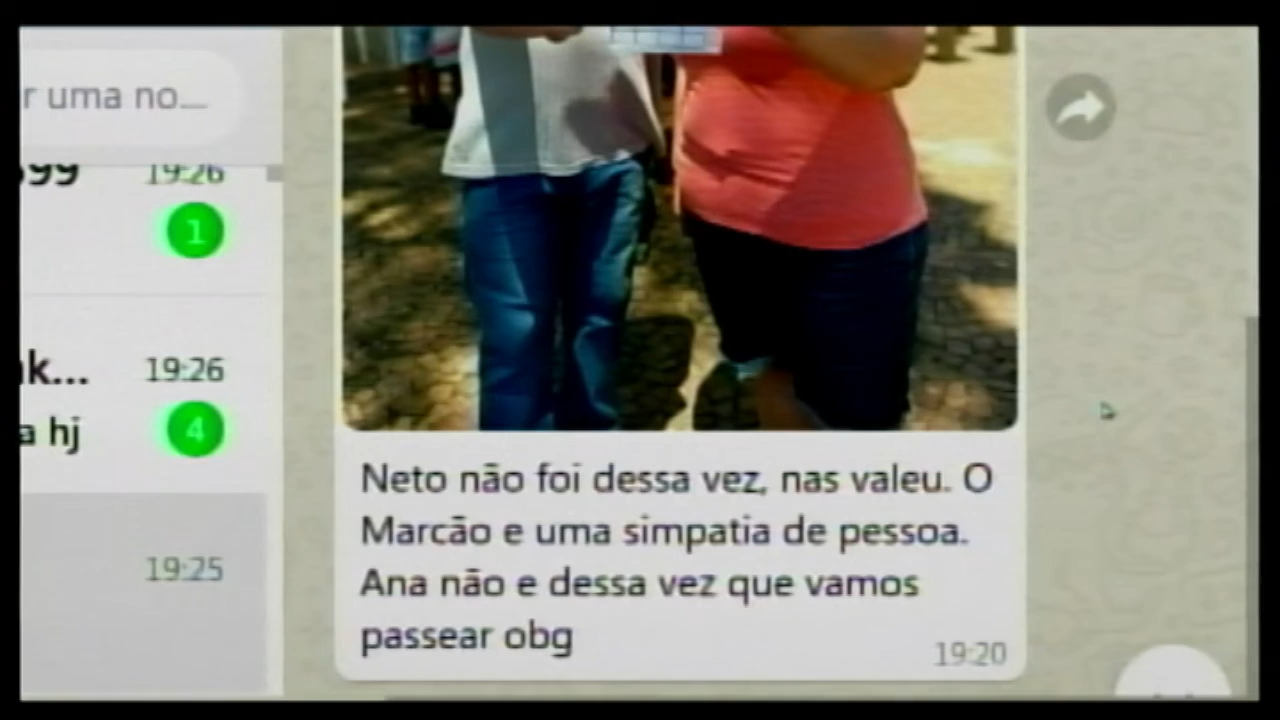 r uma no...
99 19:26
1
k... 19:26
a hj 4
19:25
Neto não foi dessa vez, nas valeu. O
Marcão e uma simpatia de pessoa.
Ana não e dessa vez que vamos
passear obg
19:20